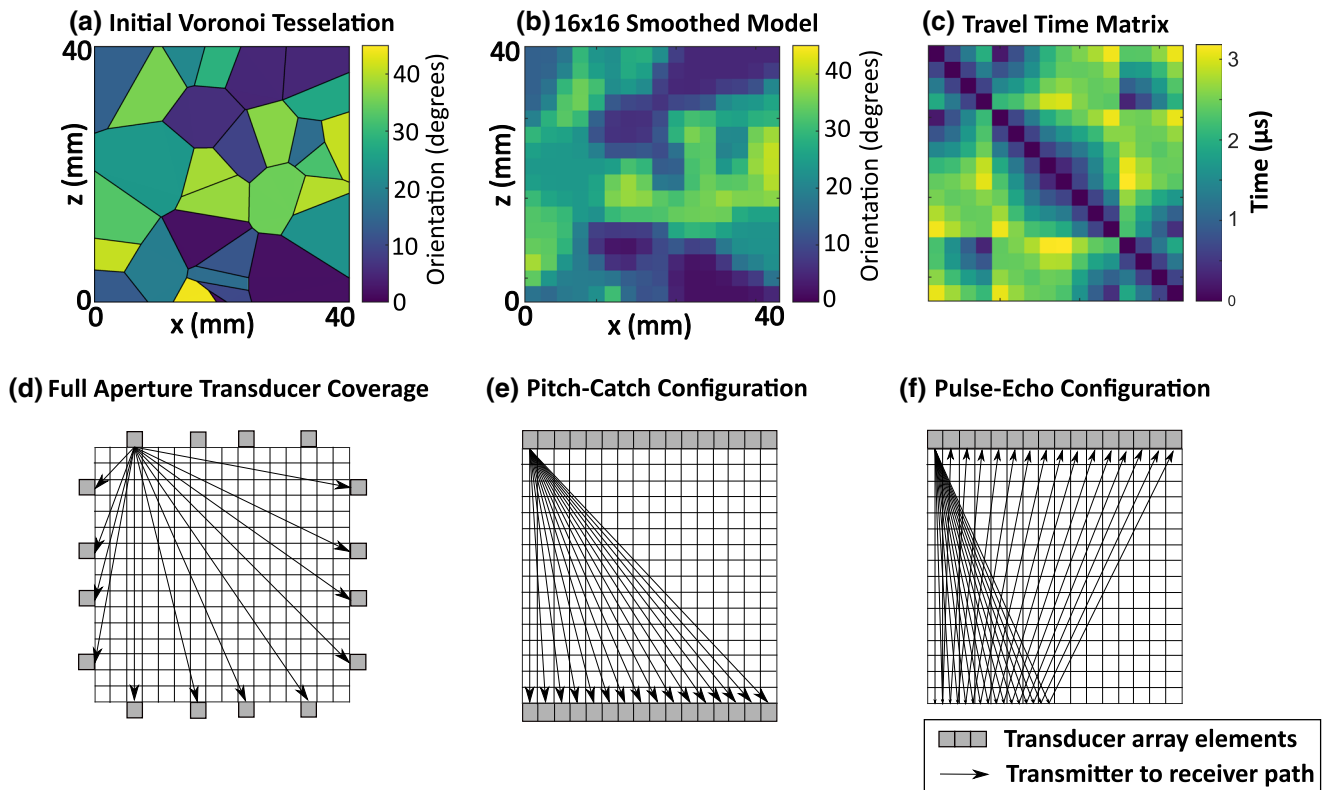 (a) Initial Voronoi Tesselation
40
z (mm)
0
0
x (mm)
40
40
30
20
10
0
Orientation (degrees)
(b) 16x16 Smoothed Model
40
z (mm)
0
0
x (mm)
40
40
30
20
10
0
Orientation (degrees)
(c) Travel Time Matrix
3
2
1
0
Time (μs)
(d) Full Aperture Transducer Coverage
(e) Pitch-Catch Configuration
(f) Pulse-Echo Configuration
Transducer array elements
Transmitter to receiver path